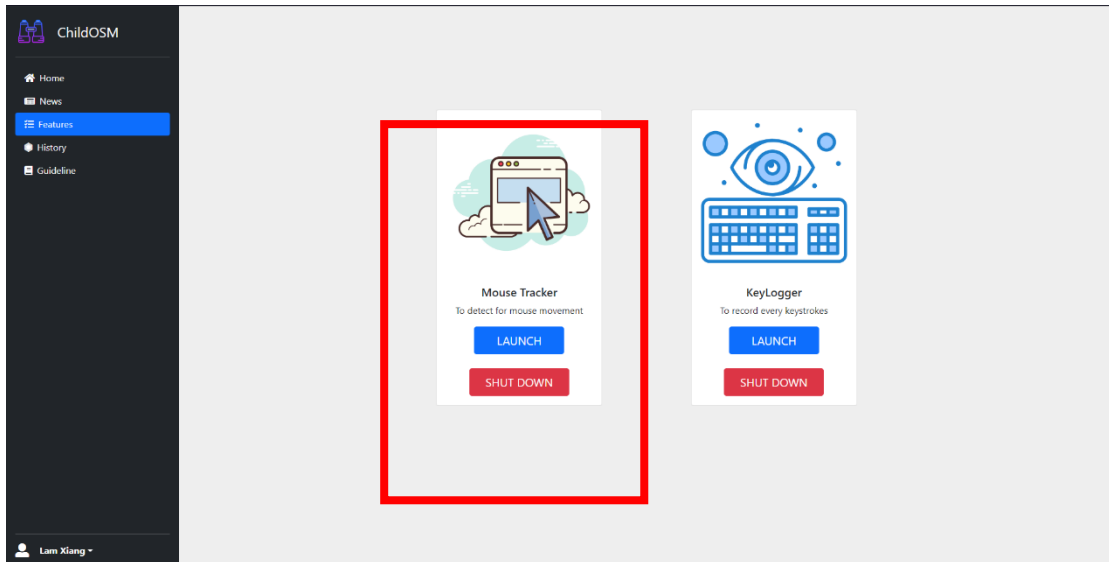 ChildOSM
Home
News
Features
History
Guideline
Mouse Tracker
To detect for mouse movement
LAUNCH
SHUT DOWN
KeyLogger
To record every keystrokes
LAUNCH
SHUT DOWN
Lam Xiang